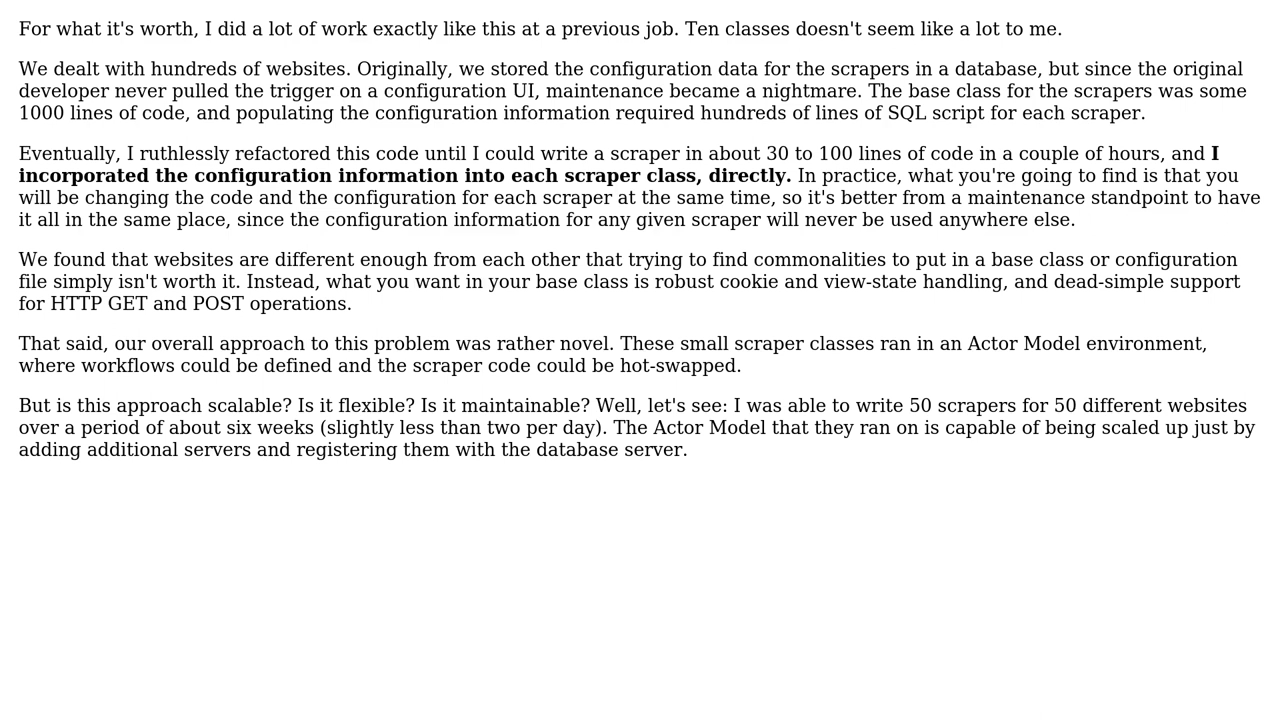 For what it's worth, I did a lot of work exactly like this at a previous job. Ten classes doesn't seem like a lot to me.
We dealt with hundreds of websites. Originally, we stored the configuration data for the scrapers in a database, but since the original
developer never pulled the trigger on a configuration UI, maintenance became a nightmare. The base class for the scrapers was some
1000 lines of code, and populating the configuration information required hundreds of lines of SQL script for each scraper.
Eventually, I ruthlessly refactored this code until I could write a scraper in about 30 to 100 lines of code in a couple of hours, and I
incorporated the configuration information into each scraper class, directly. In practice, what you're going to find is that you
will be changing the code and the configuration for each scraper at the same time, so it's better from a maintenance standpoint to have
it all in the same place, since the configuration information for any given scraper will never be used anywhere else.
We found that websites are different enough from each other that trying to find commonalities to put in a base class or configuration
file simply isn't worth it. Instead, what you want in your base class is robust cookie and view-state handling, and dead-simple support
for HTTP GET and POST operations.
That said, our overall approach to this problem was rather novel. These small scraper classes ran in an Actor Model environment,
where workflows could be defined and the scraper code could be hot-swapped.
But is this approach scalable? Is it flexible? Is it maintainable? Well, let's see: I was able to write 50 scrapers for 50 different websites
over a period of about six weeks (slightly less than two per day). The Actor Model that they ran on is capable of being scaled up just by
adding additional servers and registering them with the database server.